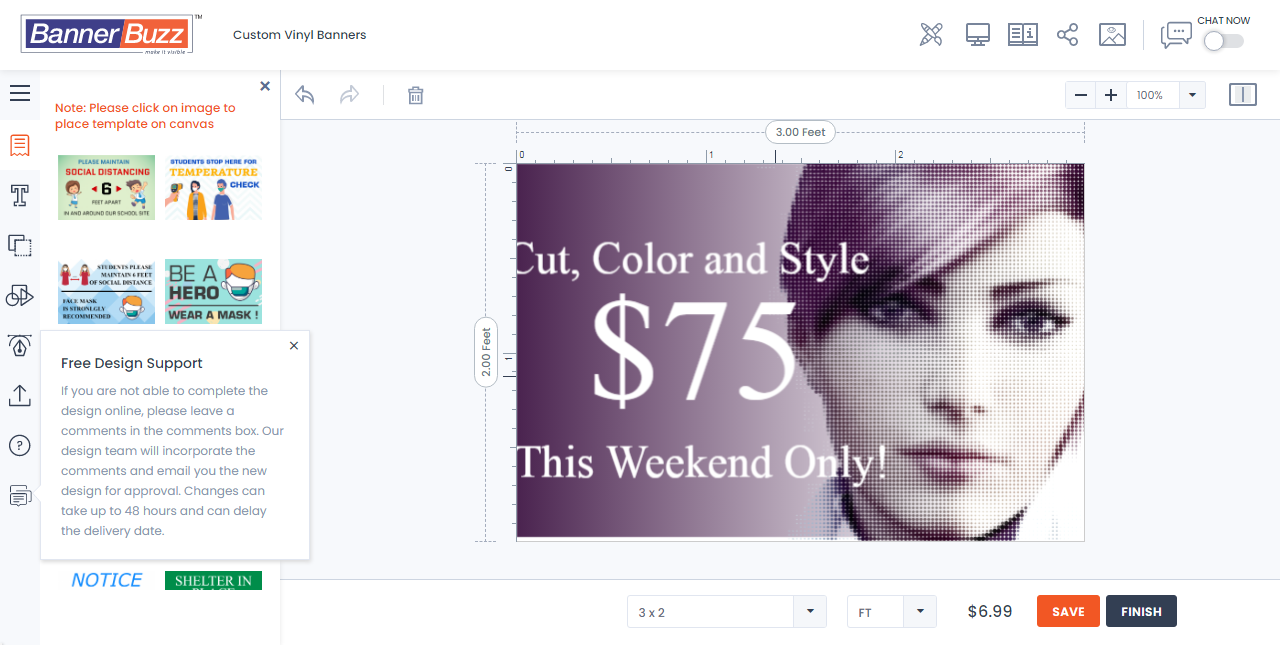 BannerBuzz™
make it visible
Custom Vinyl Banners
CHAT NOW
Note: Please click on image to
place template on canvas
100%
3.00 Feet
0
1
2
0
1
2.00 Feet
PLEASE MAINTAIN
SOCIAL DISTANCING
6
FEET APART
IN AND AROUND OUR SCHOOL SITE
STUDENTS STOP HERE FOR
TEMPERATURE
CHECK
STUDENTS PLEASE
MAINTAIN 6 FEET
OF SOCIAL DISTANCE
FACE MASK
IS STRONLGLY
RECOMMENDED
BE A
HERO
WEAR A MASK !
Free Design Support
If you are not able to complete the
design online, please leave a
comments in the comments box. Our
design team will incorporate the
comments and email you the new
design for approval. Changes can
take up to 48 hours and can delay
the delivery date.
NOTICE
SHELTER IN
PLACE
Cut, Color and Style
$75
This Weekend Only!
3 x 2
FT
$6.99
SAVE
FINISH